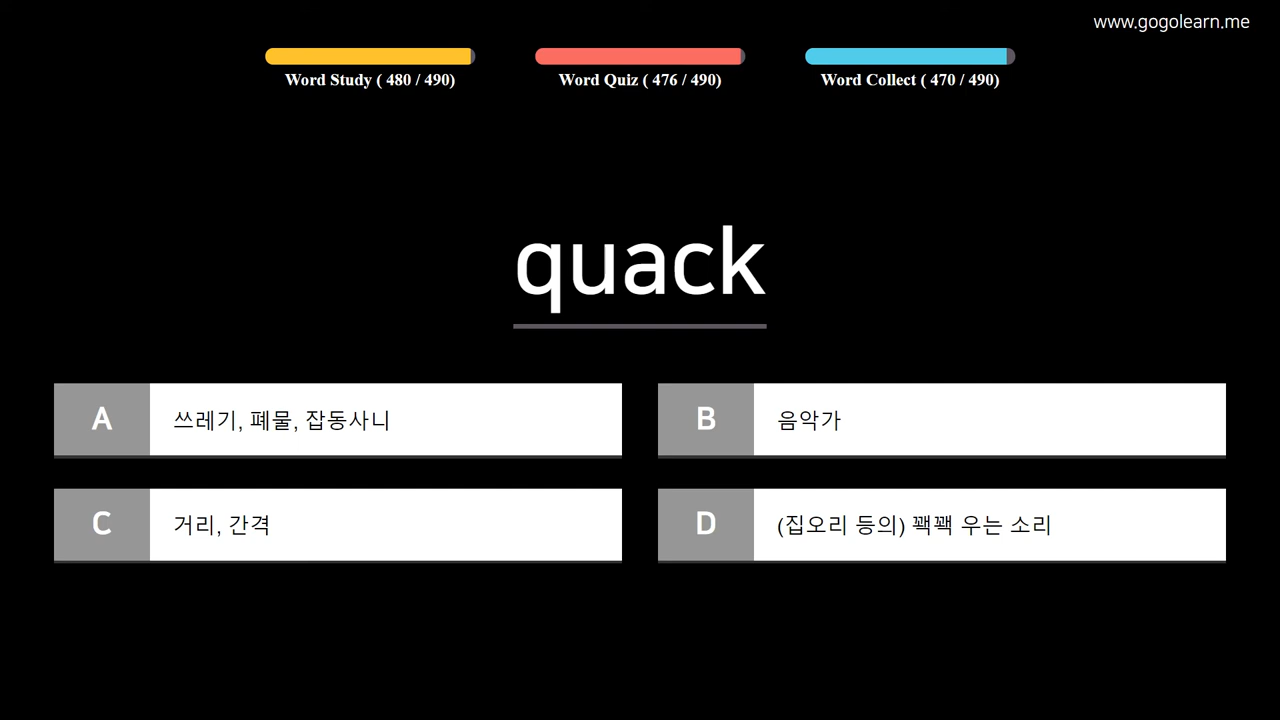 www.gogolearn.me
Word Study ( 480 / 490)
Word Quiz ( 476 / 490)
Word Collect ( 470 / 490)
quack
A 쓰레기, 폐물, 잡동사니
B 음악가
C 거리, 간격
D (집오리 등의) 꽥꽥 우는 소리